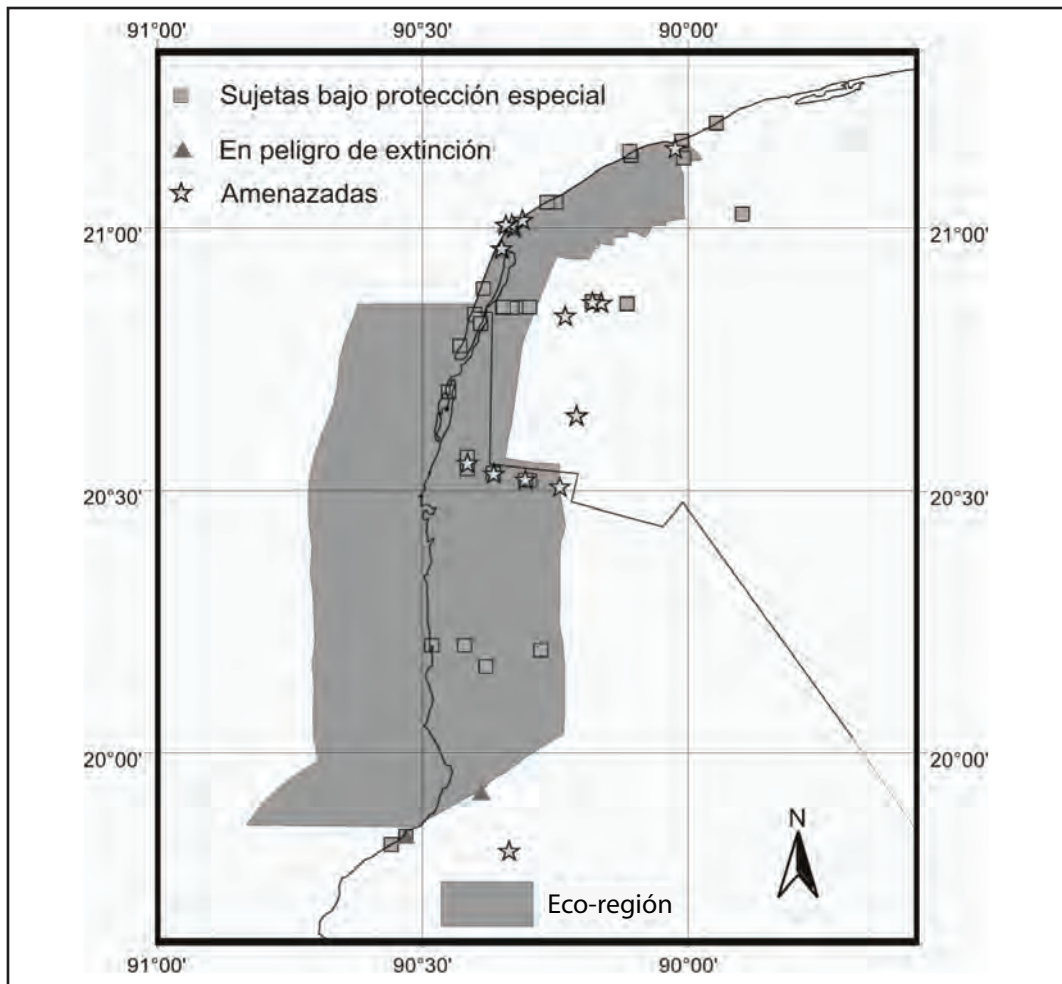 91°00' 90°30' 90°00'
Sujetas bajo protección especial
En peligro de extinción
Amenazadas
21°00' 21°00'
20°30' 20°30'
20°00' 20°00'
N
Eco-región
91°00' 90°30' 90°00'